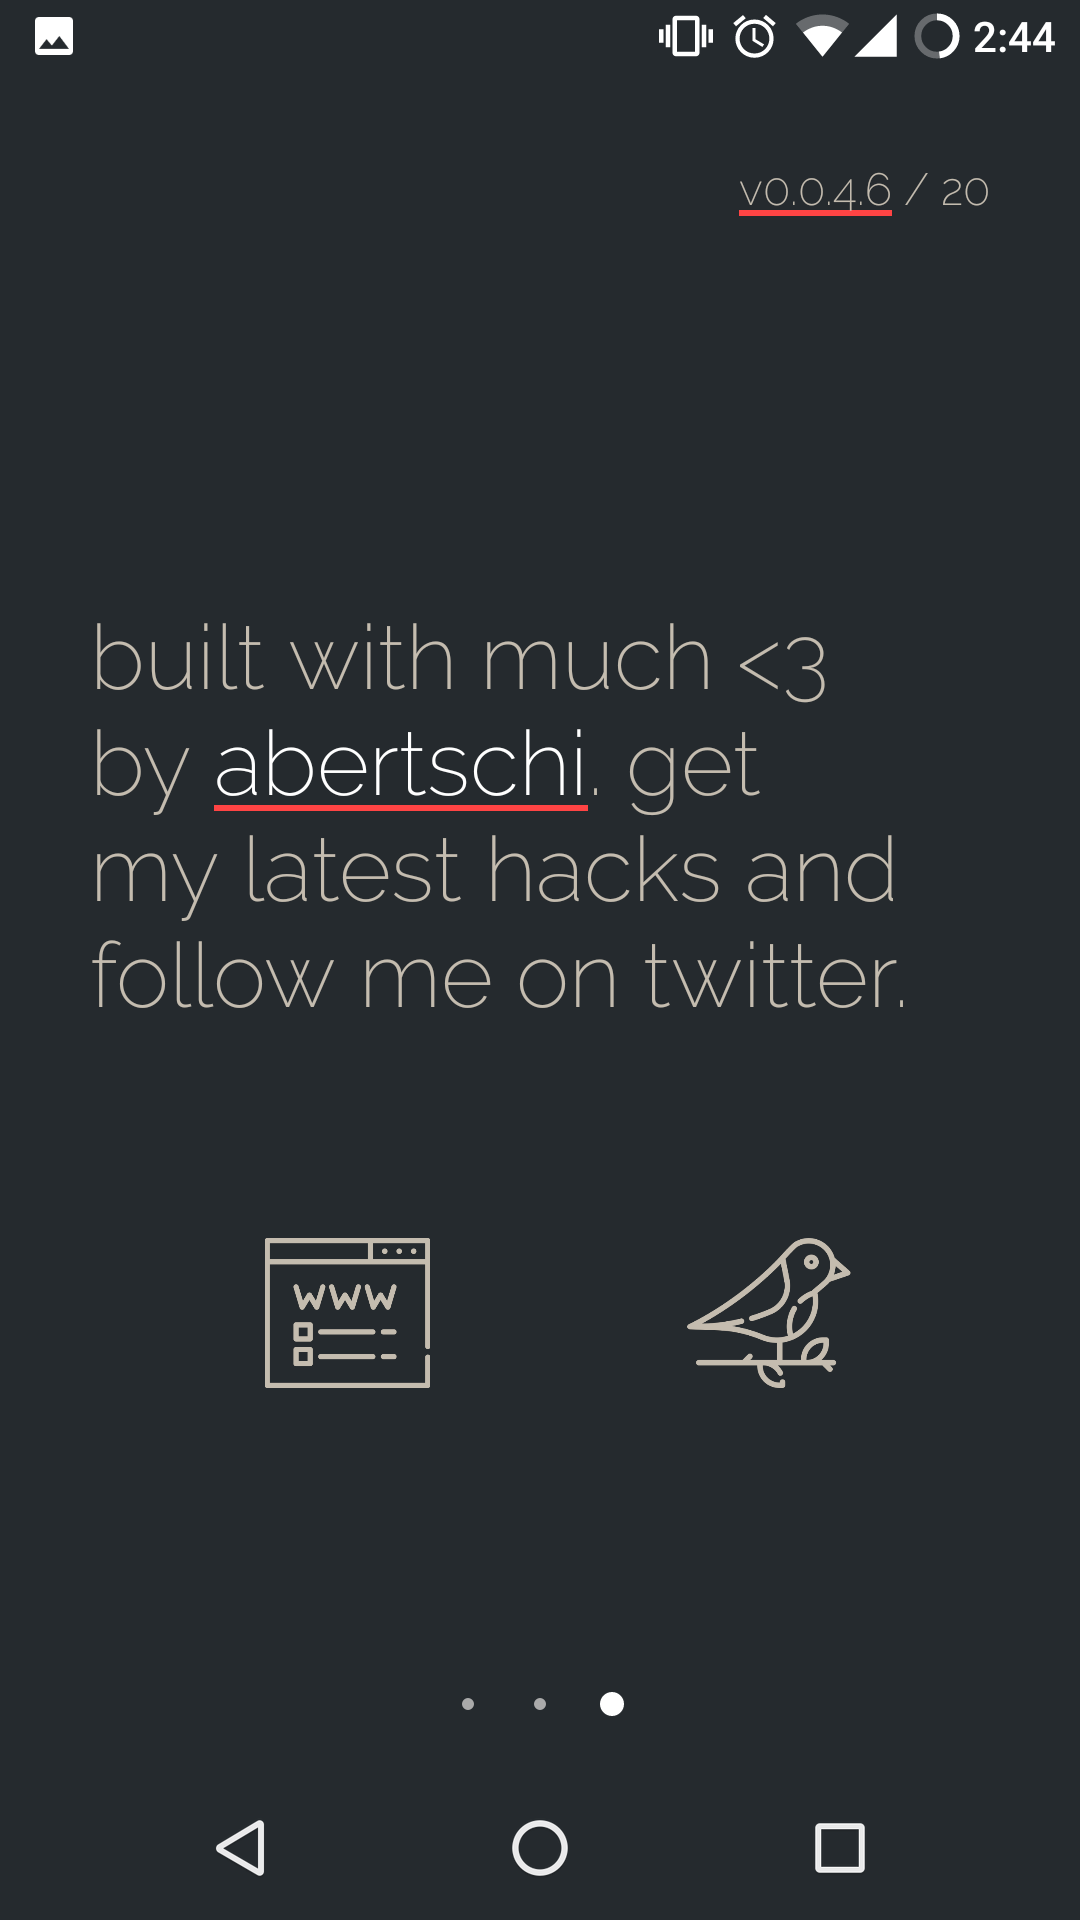 2:44
v0.0.4.6 / 20
built with much <3
by abertschi. get
my latest hacks and
follow me on twitter.
WWW